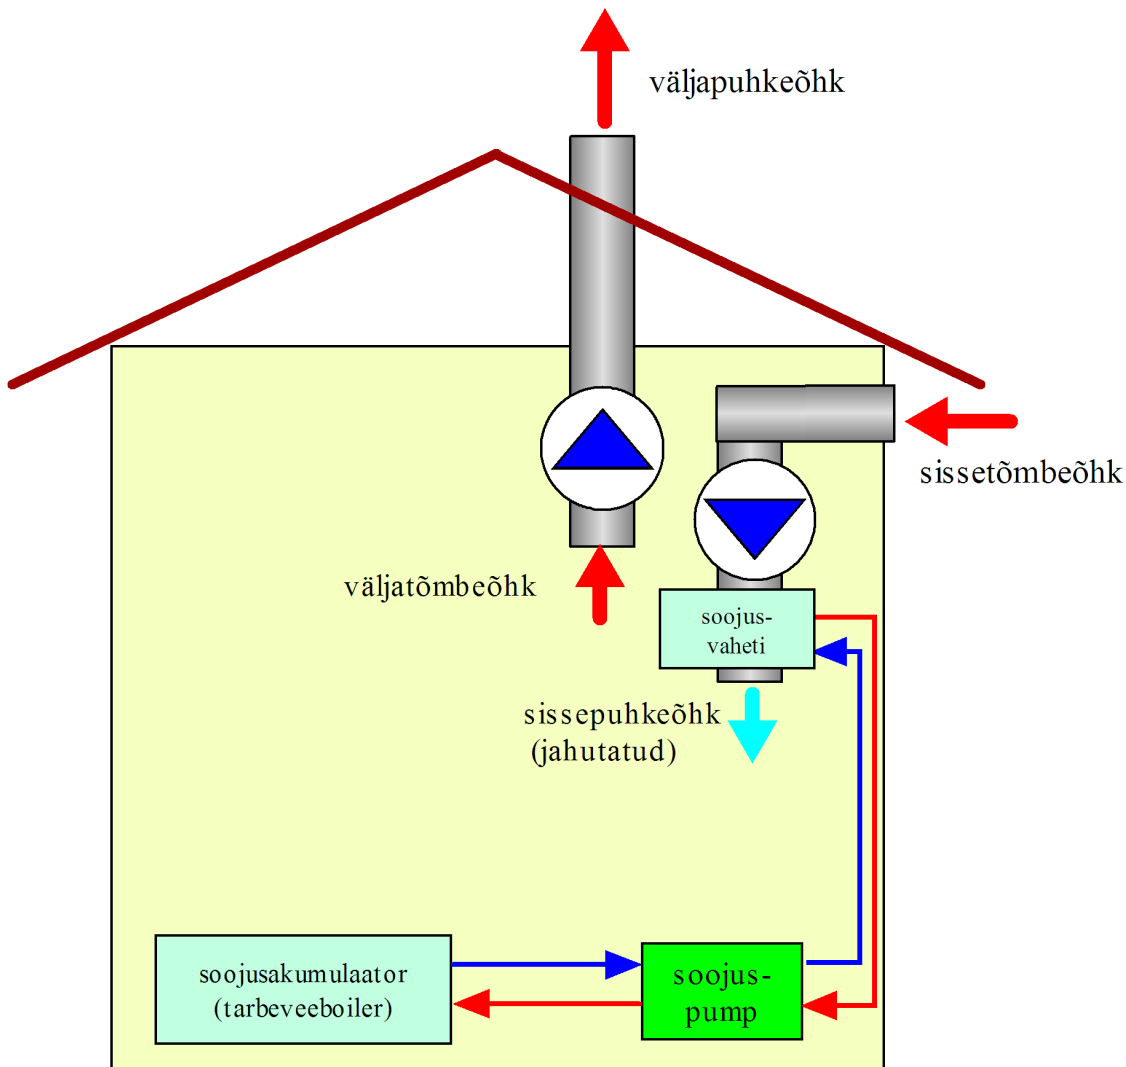 väljapuhkeõhk
sissetõmbeõhk
väljatõmbeõhk
soojus-
vaheti
sissepuhkeõhk
(jahutatud)
soojusakumulaator
(tarbeveeboiler)
soojus-
pump